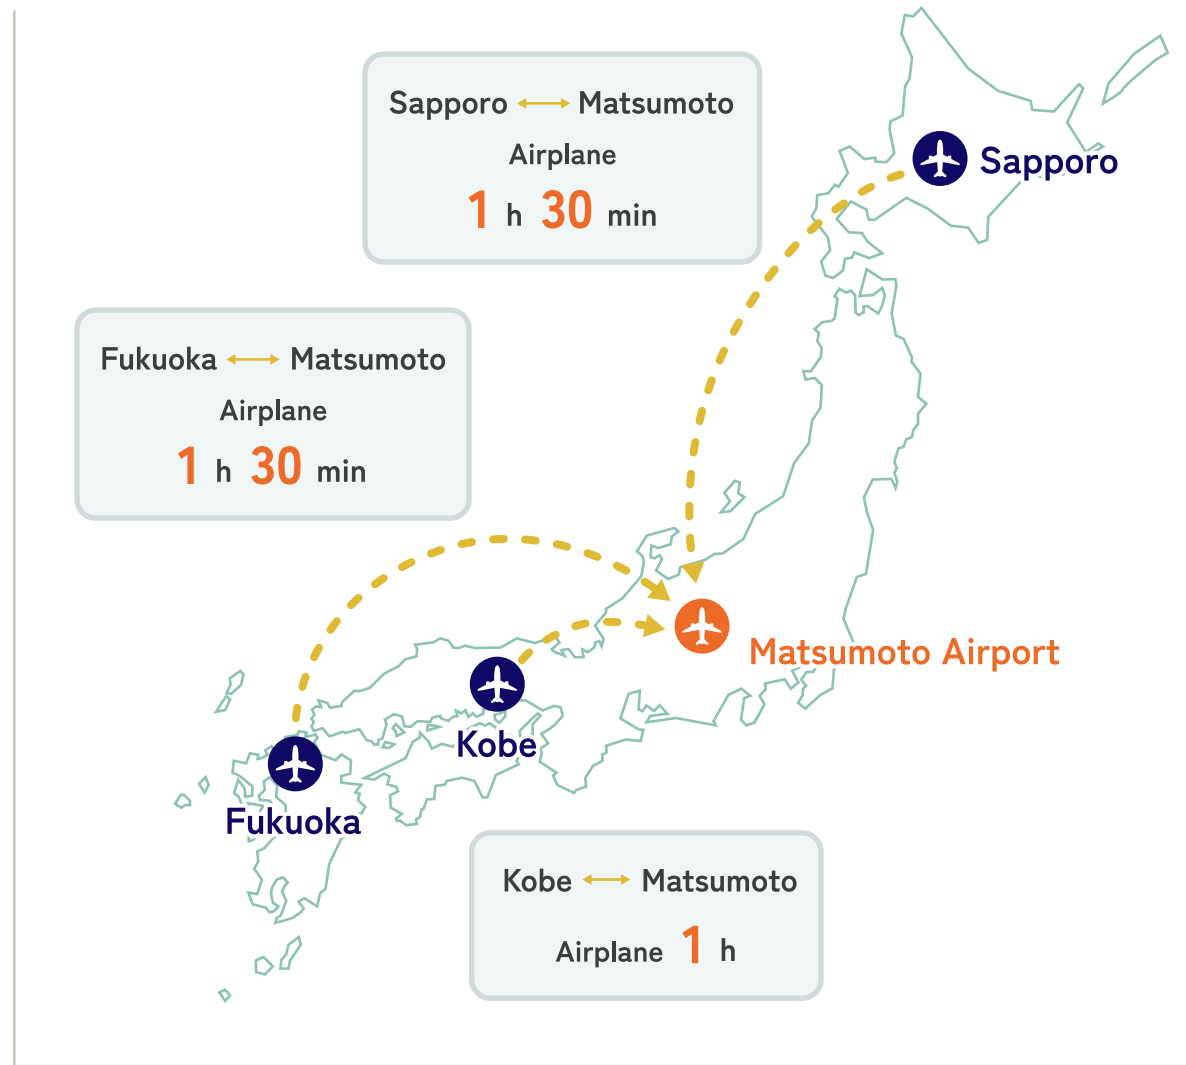 Sapporo ⟷ Matsumoto
Airplane
1 h 30 min
Sapporo
Fukuoka ⟷ Matsumoto
Airplane
1 h 30 min
Matsumoto Airport
Kobe
Fukuoka
Kobe ⟷ Matsumoto
Airplane 1 h